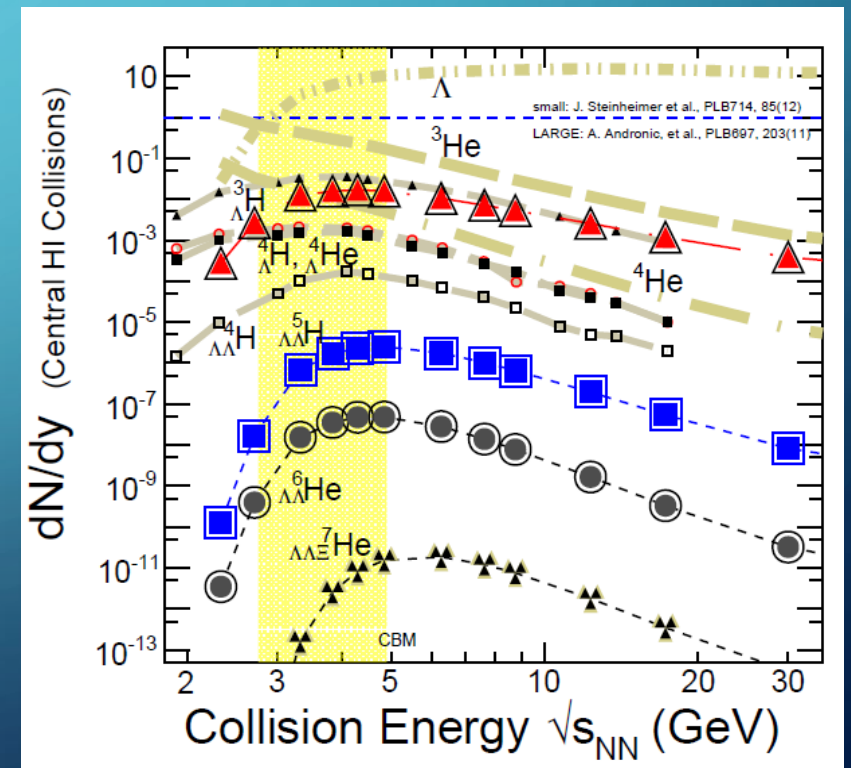 10
Λ
small: J. Steinheimer et al., PLB714, 85(12)
LARGE: A. Andronic, et al., PLB697, 203(11)
³He
10⁻¹
³ΛH
10⁻³
⁴ΛH, ⁴ΛHe
⁴He
10⁻⁵
⁴ΛΛH
⁵ΛΛH
10⁻⁷
10⁻⁹
⁶ΛΛHe
10⁻¹¹
⁷ΛΛΞHe
10⁻¹³
CBM
2 3 4 5 10 20 30
Collision Energy √sNN (GeV)
dN/dy (Central HI Collisions)